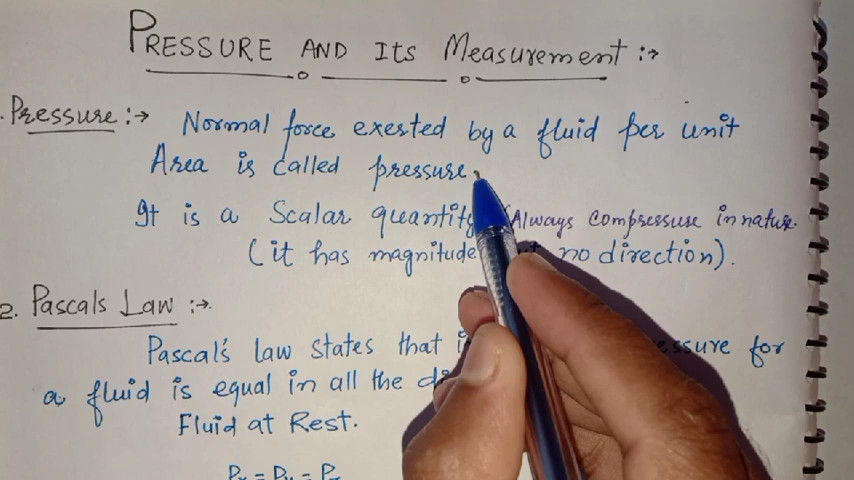 PRESSURE AND Its Measurement :→
Pressure :→ Normal force exested by a fluid per unit
Area is called pressure
It is a Scalar quantity (Always compressure in nature.
(it has magnitude no direction).
2. Pascals Law :→
Pascal's law states that for
a fluid is equal in all the
Fluid at Rest.